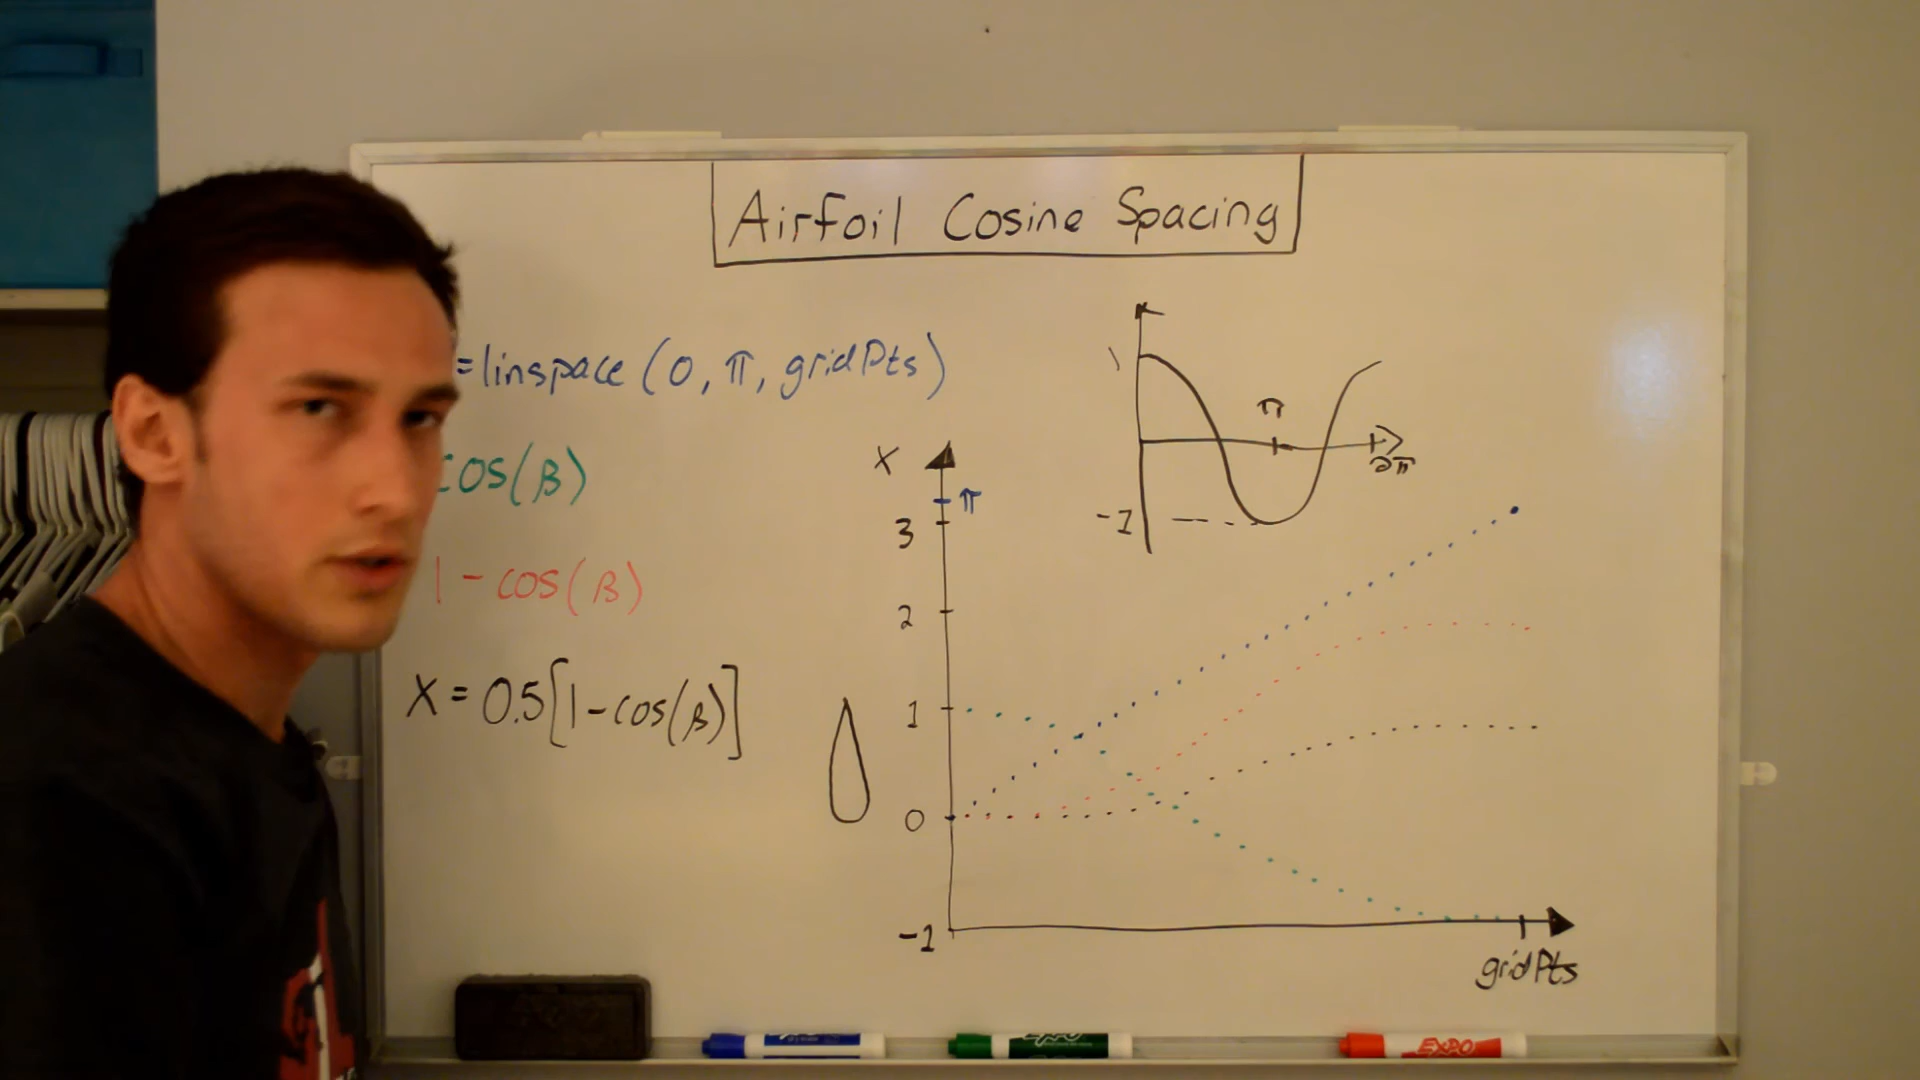 Airfoil Cosine Spacing
=linspace(0, π, gridPts)
cos(β)
1-cos(β)
X=0.5[1-cos(β)]
1
π
2π
-1
X
π
3
2
1
0
-1
gridPts
EXPO